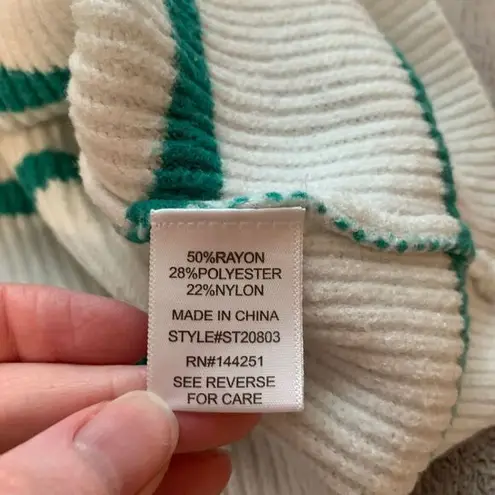 50%RAYON
28%POLYESTER
22%NYLON
MADE IN CHINA
STYLE#ST20803
RN#144251
SEE REVERSE
FOR CARE